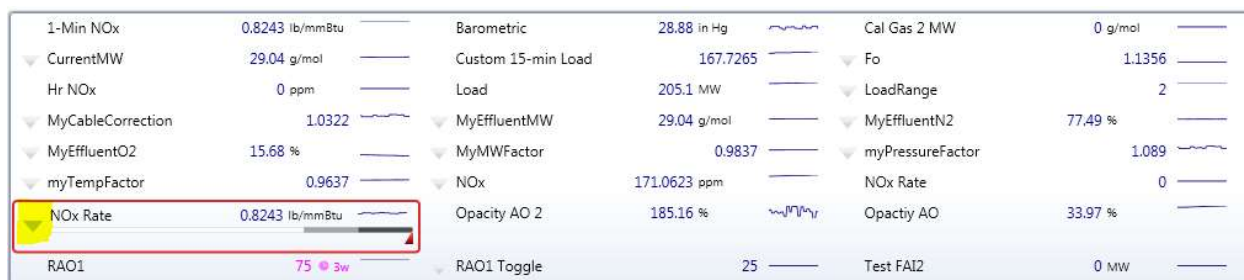 1-Min NOx 0.8243 lb/mmBtu Barometric 28.88 in Hg Cal Gas 2 MW 0 g/mol
CurrentMW 29.04 g/mol Custom 15-min Load 167.7265 Fo 1.1356
Hr NOx 0 ppm Load 205.1 MW LoadRange 2
MyCableCorrection 1.0322 MyEffluentMW 29.04 g/mol MyEffluentN2 77.49 %
MyEffluentO2 15.68 % MyMWFactor 0.9837 myPressureFactor 1.089
myTempFactor 0.9637 NOx 171.0623 ppm NOx Rate 0
NOx Rate 0.8243 lb/mmBtu Opacity AO 2 185.16 % Opactiy AO 33.97 %
RAO1 75 3w RAO1 Toggle 25 Test FAI2 0 MW